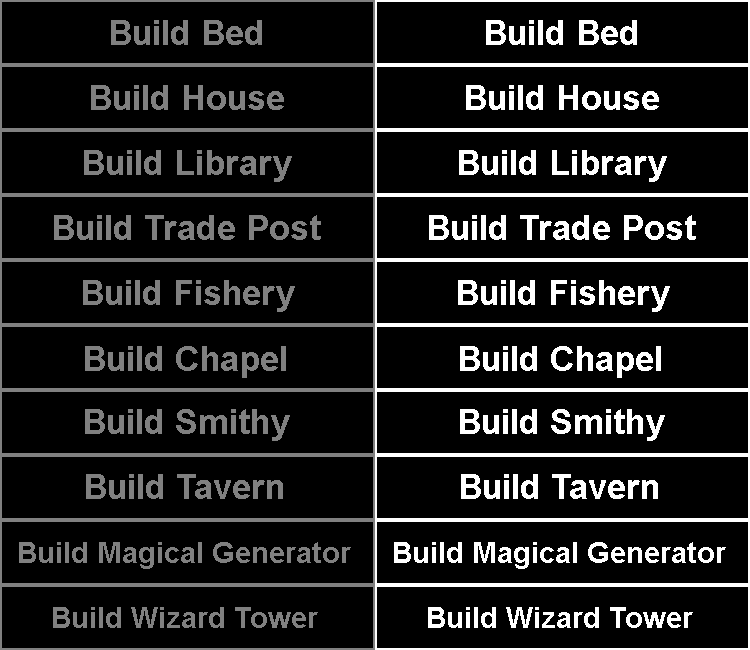 Build Bed Build Bed
Build House Build House
Build Library Build Library
Build Trade Post Build Trade Post
Build Fishery Build Fishery
Build Chapel Build Chapel
Build Smithy Build Smithy
Build Tavern Build Tavern
Build Magical Generator Build Magical Generator
Build Wizard Tower Build Wizard Tower